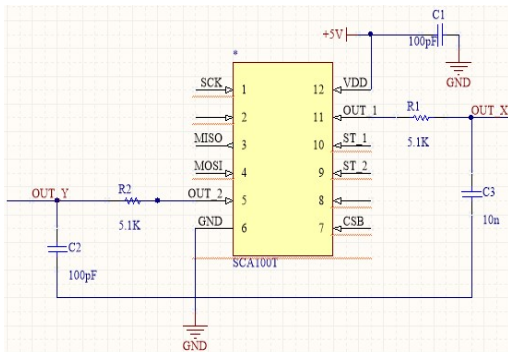 C1
+5V
100pF
GND
*
SCK 1 12 VDD
2 11 OUT_1 R1 OUT_X
5.1K
MISO 3 10 ST_1
MOSI 4 9 ST_2
C3
10n
OUT_Y R2 OUT_2 5 8
5.1K
GND 6 7 CSB
C2
100pF
SCA100T
GND